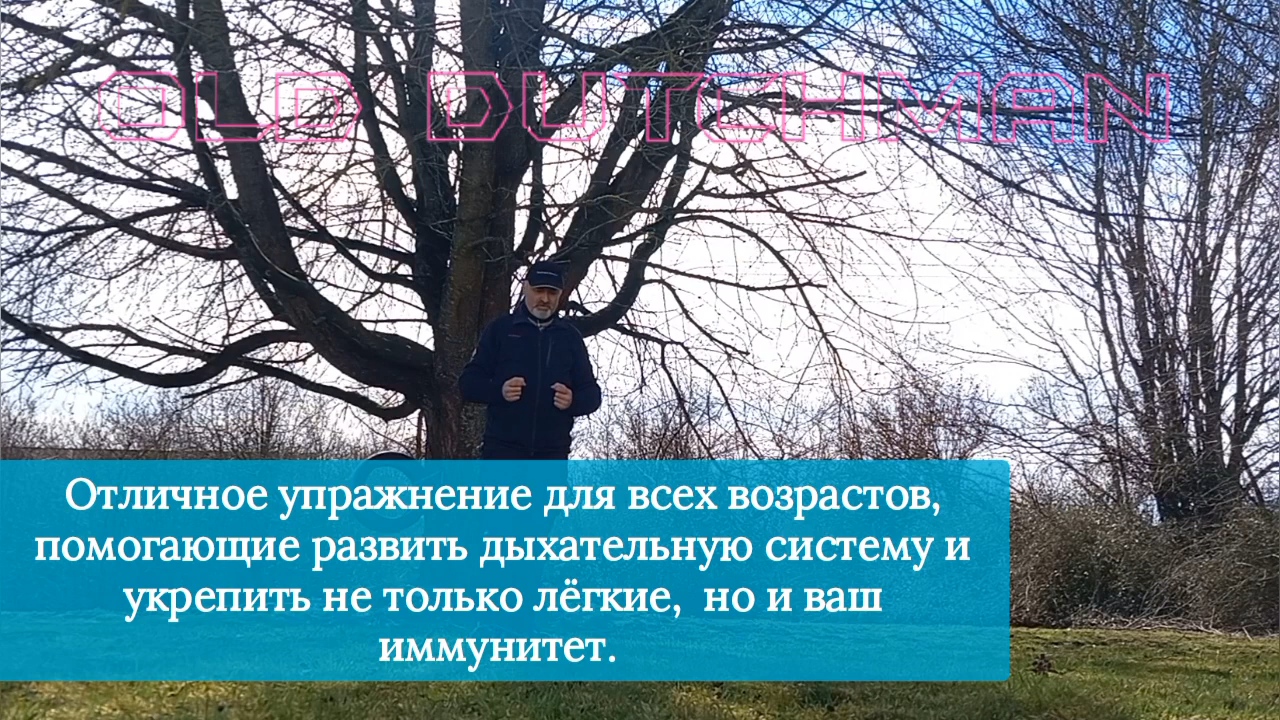 OLD DUTCHMAN
Отличное упражнение для всех возрастов,
помогающие развить дыхательную систему и
укрепить не только лёгкие, но и ваш
иммунитет.